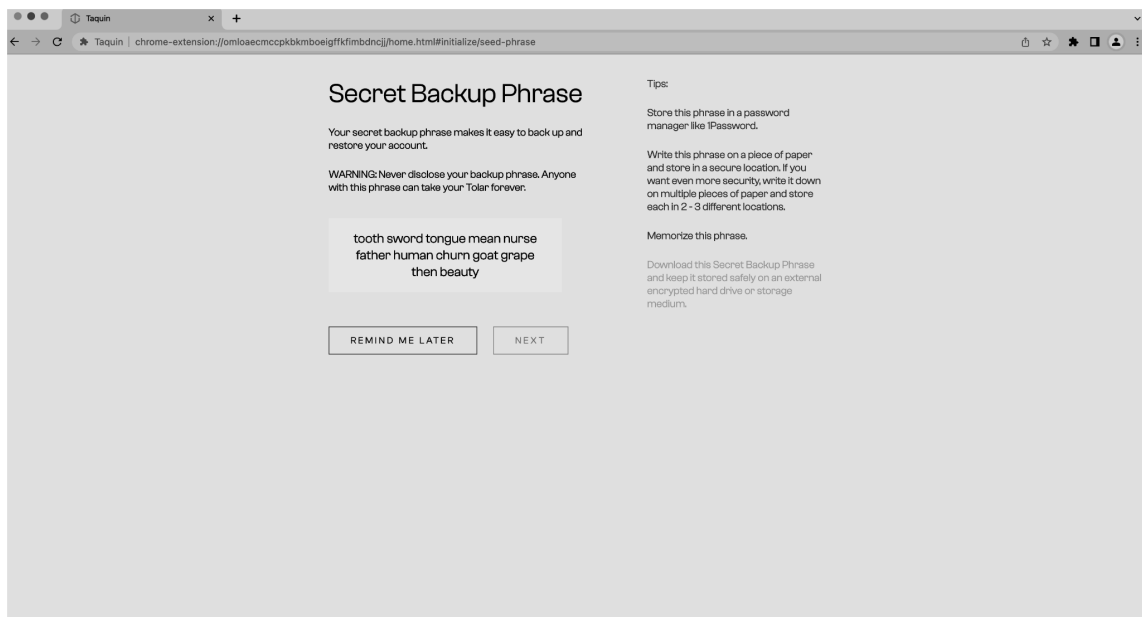 Taquin
Taquin | chrome-extension://omloaecmccpkbkmboeigffkfimbdncjj/home.html#initialize/seed-phrase
Secret Backup Phrase
Your secret backup phrase makes it easy to back up and
restore your account.
WARNING: Never disclose your backup phrase. Anyone
with this phrase can take your Tolar forever.
tooth sword tongue mean nurse
father human churn goat grape
then beauty
REMIND ME LATER
NEXT
Tips:
Store this phrase in a password
manager like 1Password.
Write this phrase on a piece of paper
and store in a secure location. If you
want even more security, write it down
on multiple pieces of paper and store
each in 2 - 3 different locations.
Memorize this phrase.
Download this Secret Backup Phrase
and keep it stored safely on an external
encrypted hard drive or storage
medium.